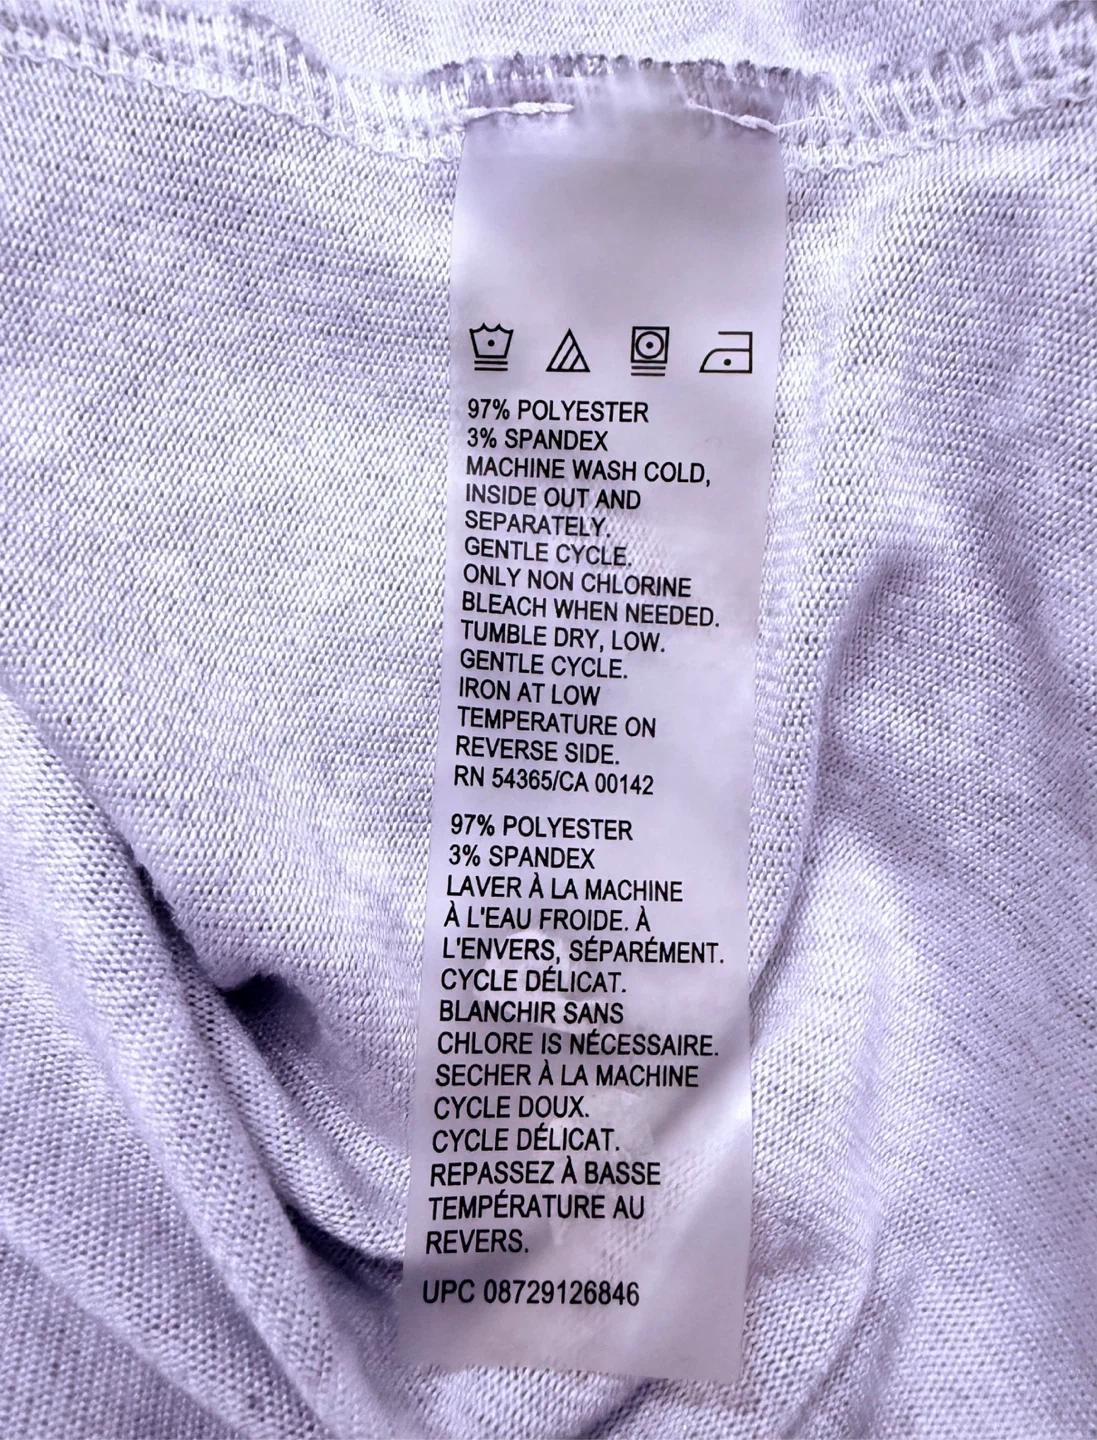 97% POLYESTER
3% SPANDEX
MACHINE WASH COLD,
INSIDE OUT AND
SEPARATELY.
GENTLE CYCLE.
ONLY NON CHLORINE
BLEACH WHEN NEEDED.
TUMBLE DRY, LOW.
GENTLE CYCLE.
IRON AT LOW
TEMPERATURE ON
REVERSE SIDE.
RN 54365/CA 00142
97% POLYESTER
3% SPANDEX
LAVER À LA MACHINE
À L'EAU FROIDE. À
L'ENVERS, SÉPARÉMENT.
CYCLE DÉLICAT.
BLANCHIR SANS
CHLORE IS NÉCESSAIRE.
SECHER À LA MACHINE
CYCLE DOUX.
CYCLE DÉLICAT.
REPASSEZ À BASSE
TEMPÉRATURE AU
REVERS.
UPC 08729126846